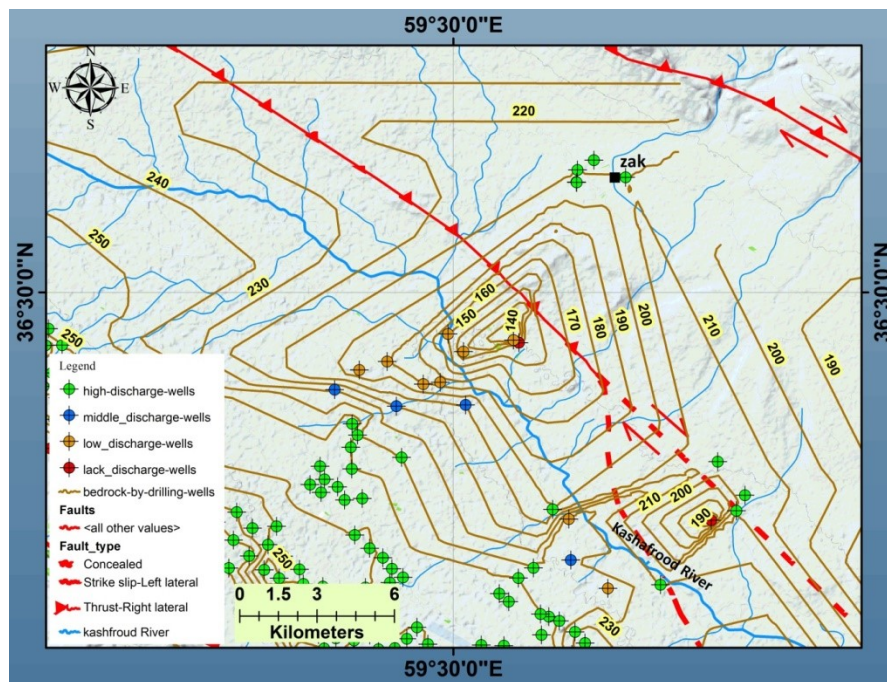 59°30'0"E
N
W E
S
220
zak
240
250
230
160
150
140
170
180
190
200
210
200
190
36°30'0"N
36°30'0"N
250
Legend
high-discharge-wells
middle_discharge-wells
low_discharge-wells
lack_discharge-wells
bedrock-by-drilling-wells
Faults
<all other values>
Fault_type
Concealed
Strike slip-Left lateral
Thrust-Right lateral
kashfroud River
210
200
190
Kashafrood River
250
230
0 1.5 3 6
Kilometers
59°30'0"E